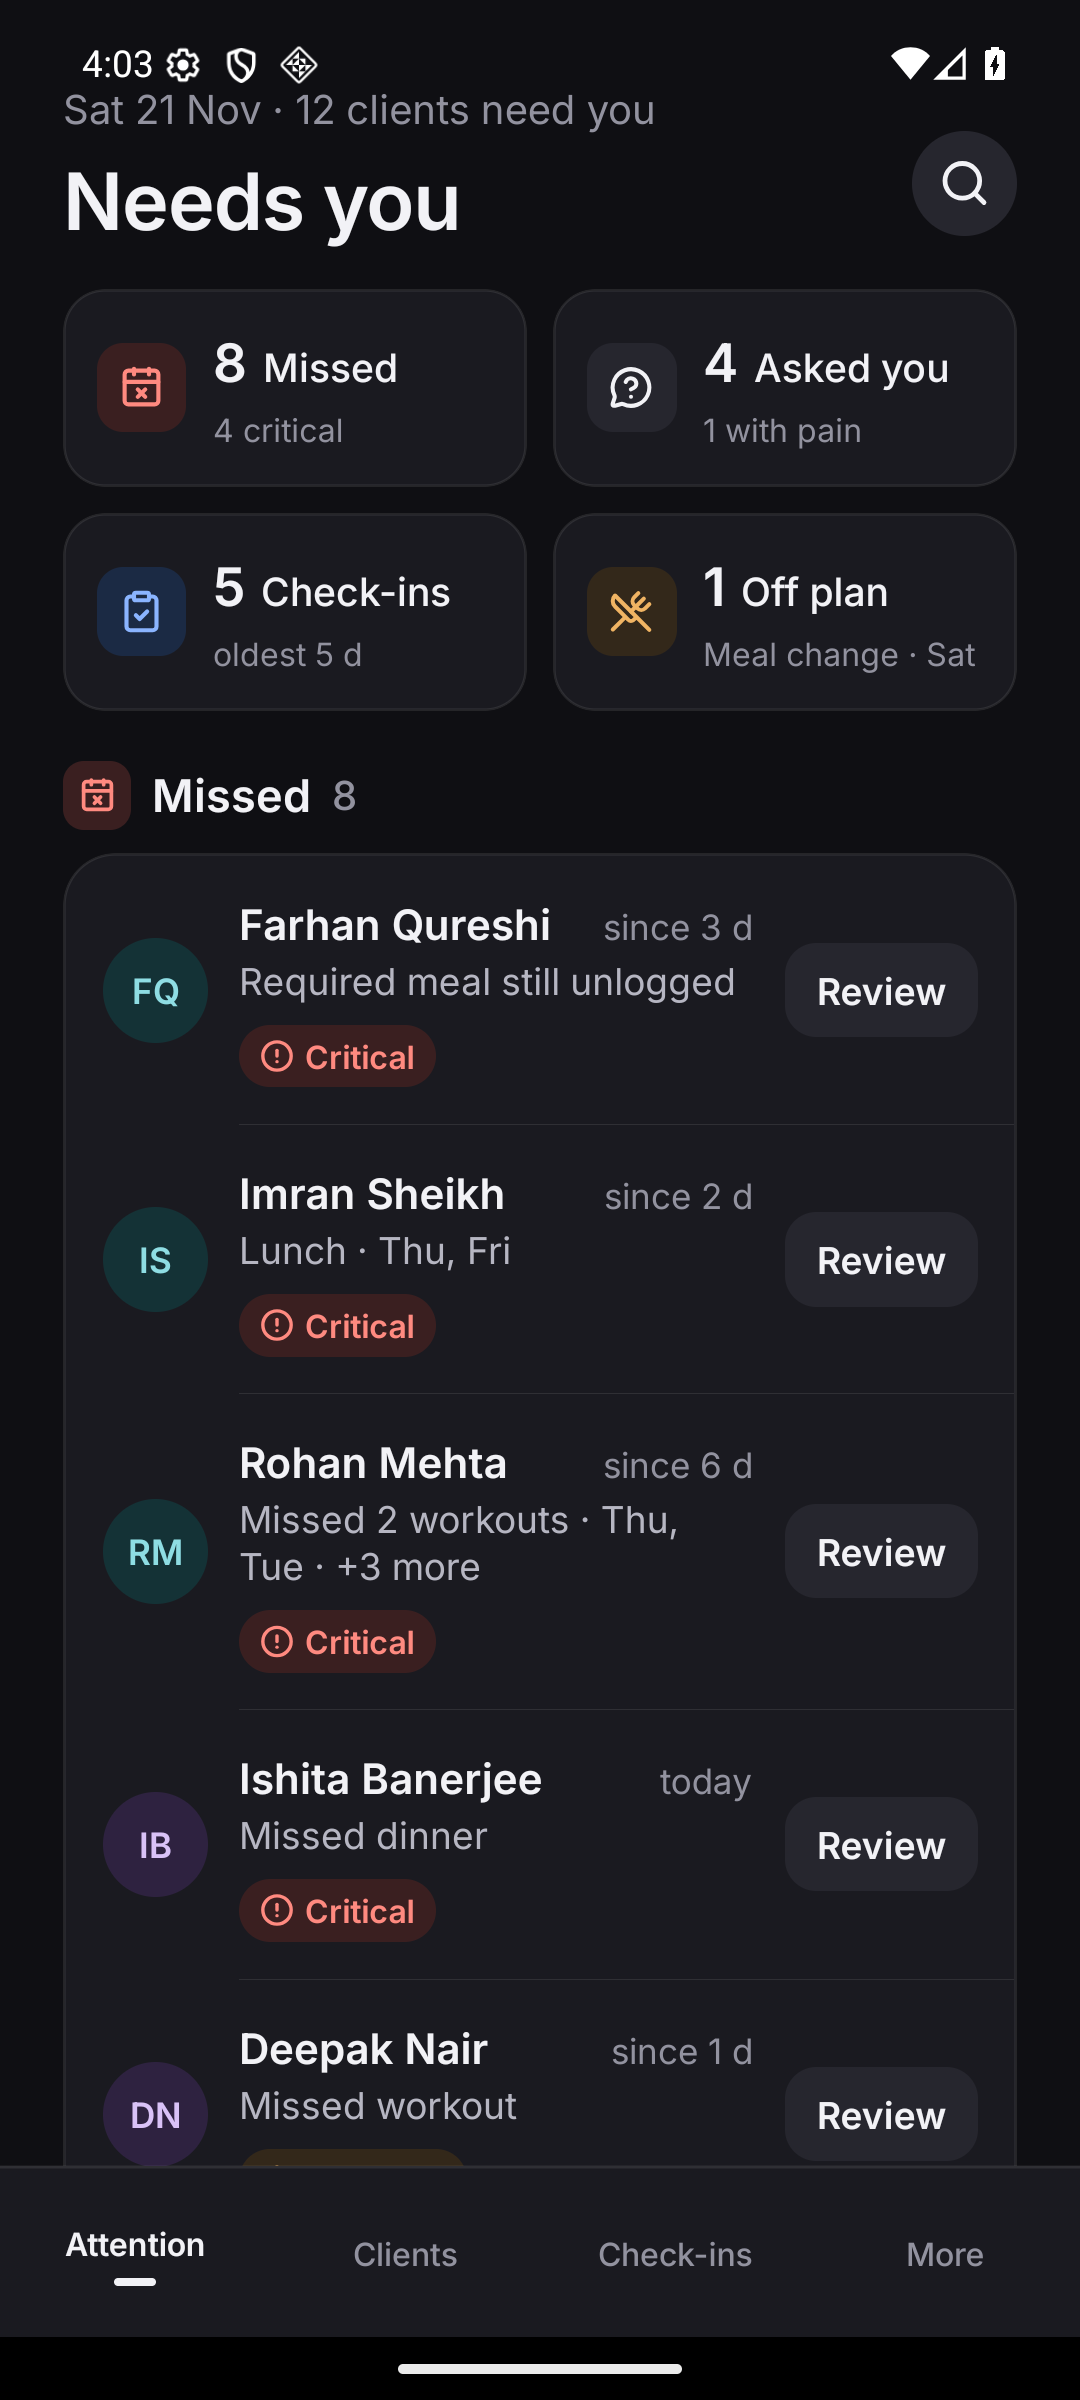 4:03
Sat 21 Nov · 12 clients need you
Needs you
8 Missed
4 critical
4 Asked you
1 with pain
5 Check-ins
oldest 5 d
1 Off plan
Meal change · Sat
Missed 8
FQ
Farhan Qureshi since 3 d
Required meal still unlogged
Critical
Review
IS
Imran Sheikh since 2 d
Lunch · Thu, Fri
Critical
Review
RM
Rohan Mehta since 6 d
Missed 2 workouts · Thu,
Tue · +3 more
Critical
Review
IB
Ishita Banerjee today
Missed dinner
Critical
Review
DN
Deepak Nair since 1 d
Missed workout
Review
Attention Clients Check-ins More